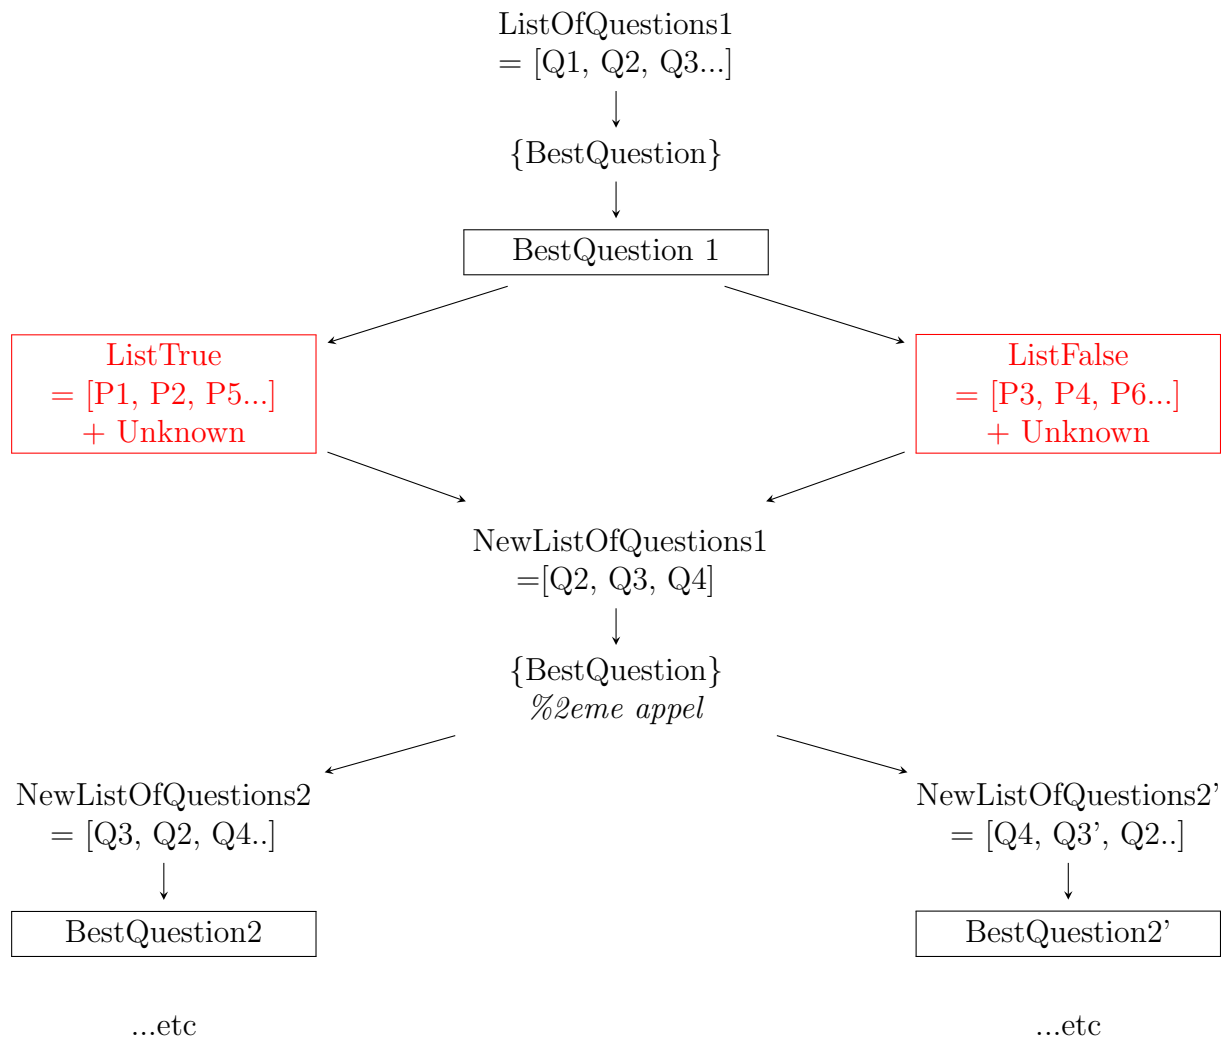 ListOfQuestions1
= [Q1, Q2, Q3...]
{BestQuestion}
BestQuestion 1
ListTrue
= [P1, P2, P5...]
+ Unknown
ListFalse
= [P3, P4, P6...]
+ Unknown
NewListOfQuestions1
=[Q2, Q3, Q4]
{BestQuestion}
%2eme appel
NewListOfQuestions2
= [Q3, Q2, Q4..]
NewListOfQuestions2'
= [Q4, Q3', Q2..]
BestQuestion2
BestQuestion2'
...etc
...etc